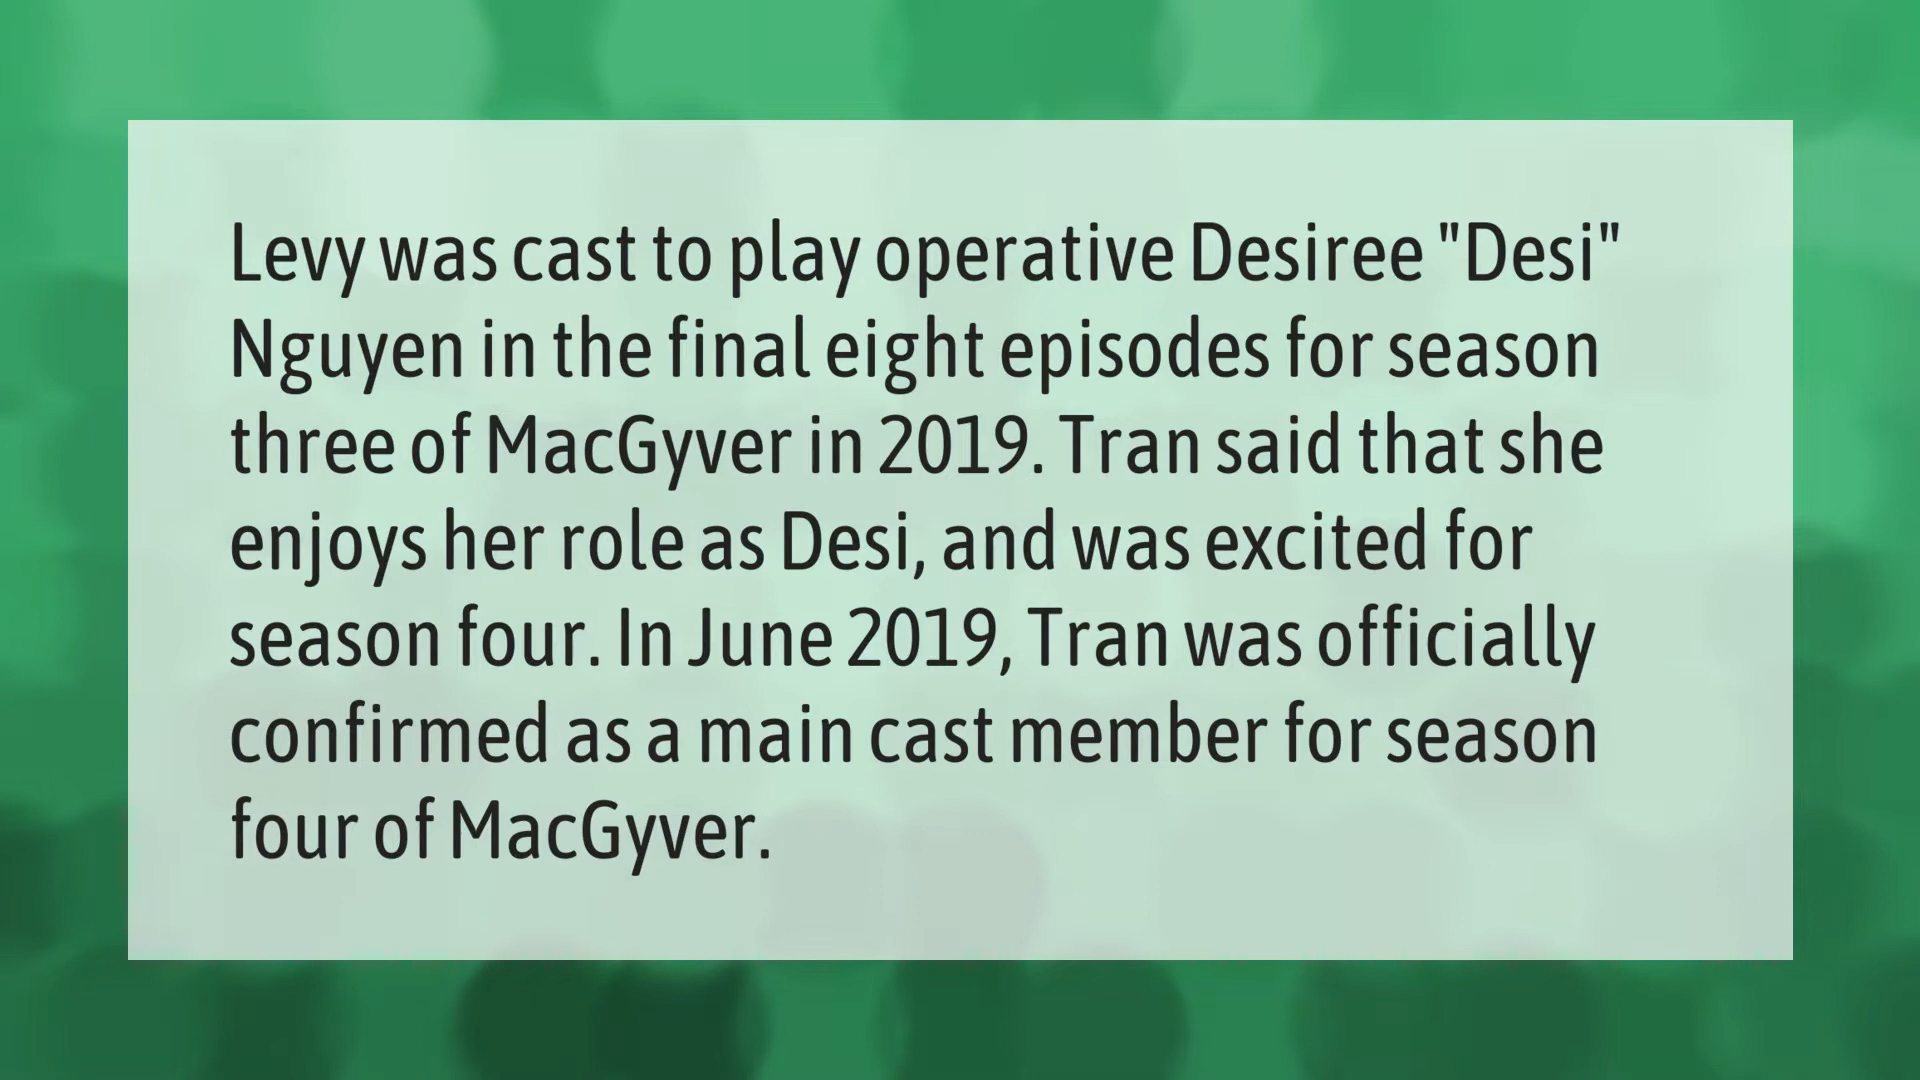 Levy was cast to play operative Desiree "Desi"
Nguyen in the final eight episodes for season
three of MacGyver in 2019. Tran said that she
enjoys her role as Desi, and was excited for
season four. In June 2019, Tran was officially
confirmed as a main cast member for season
four of MacGyver.